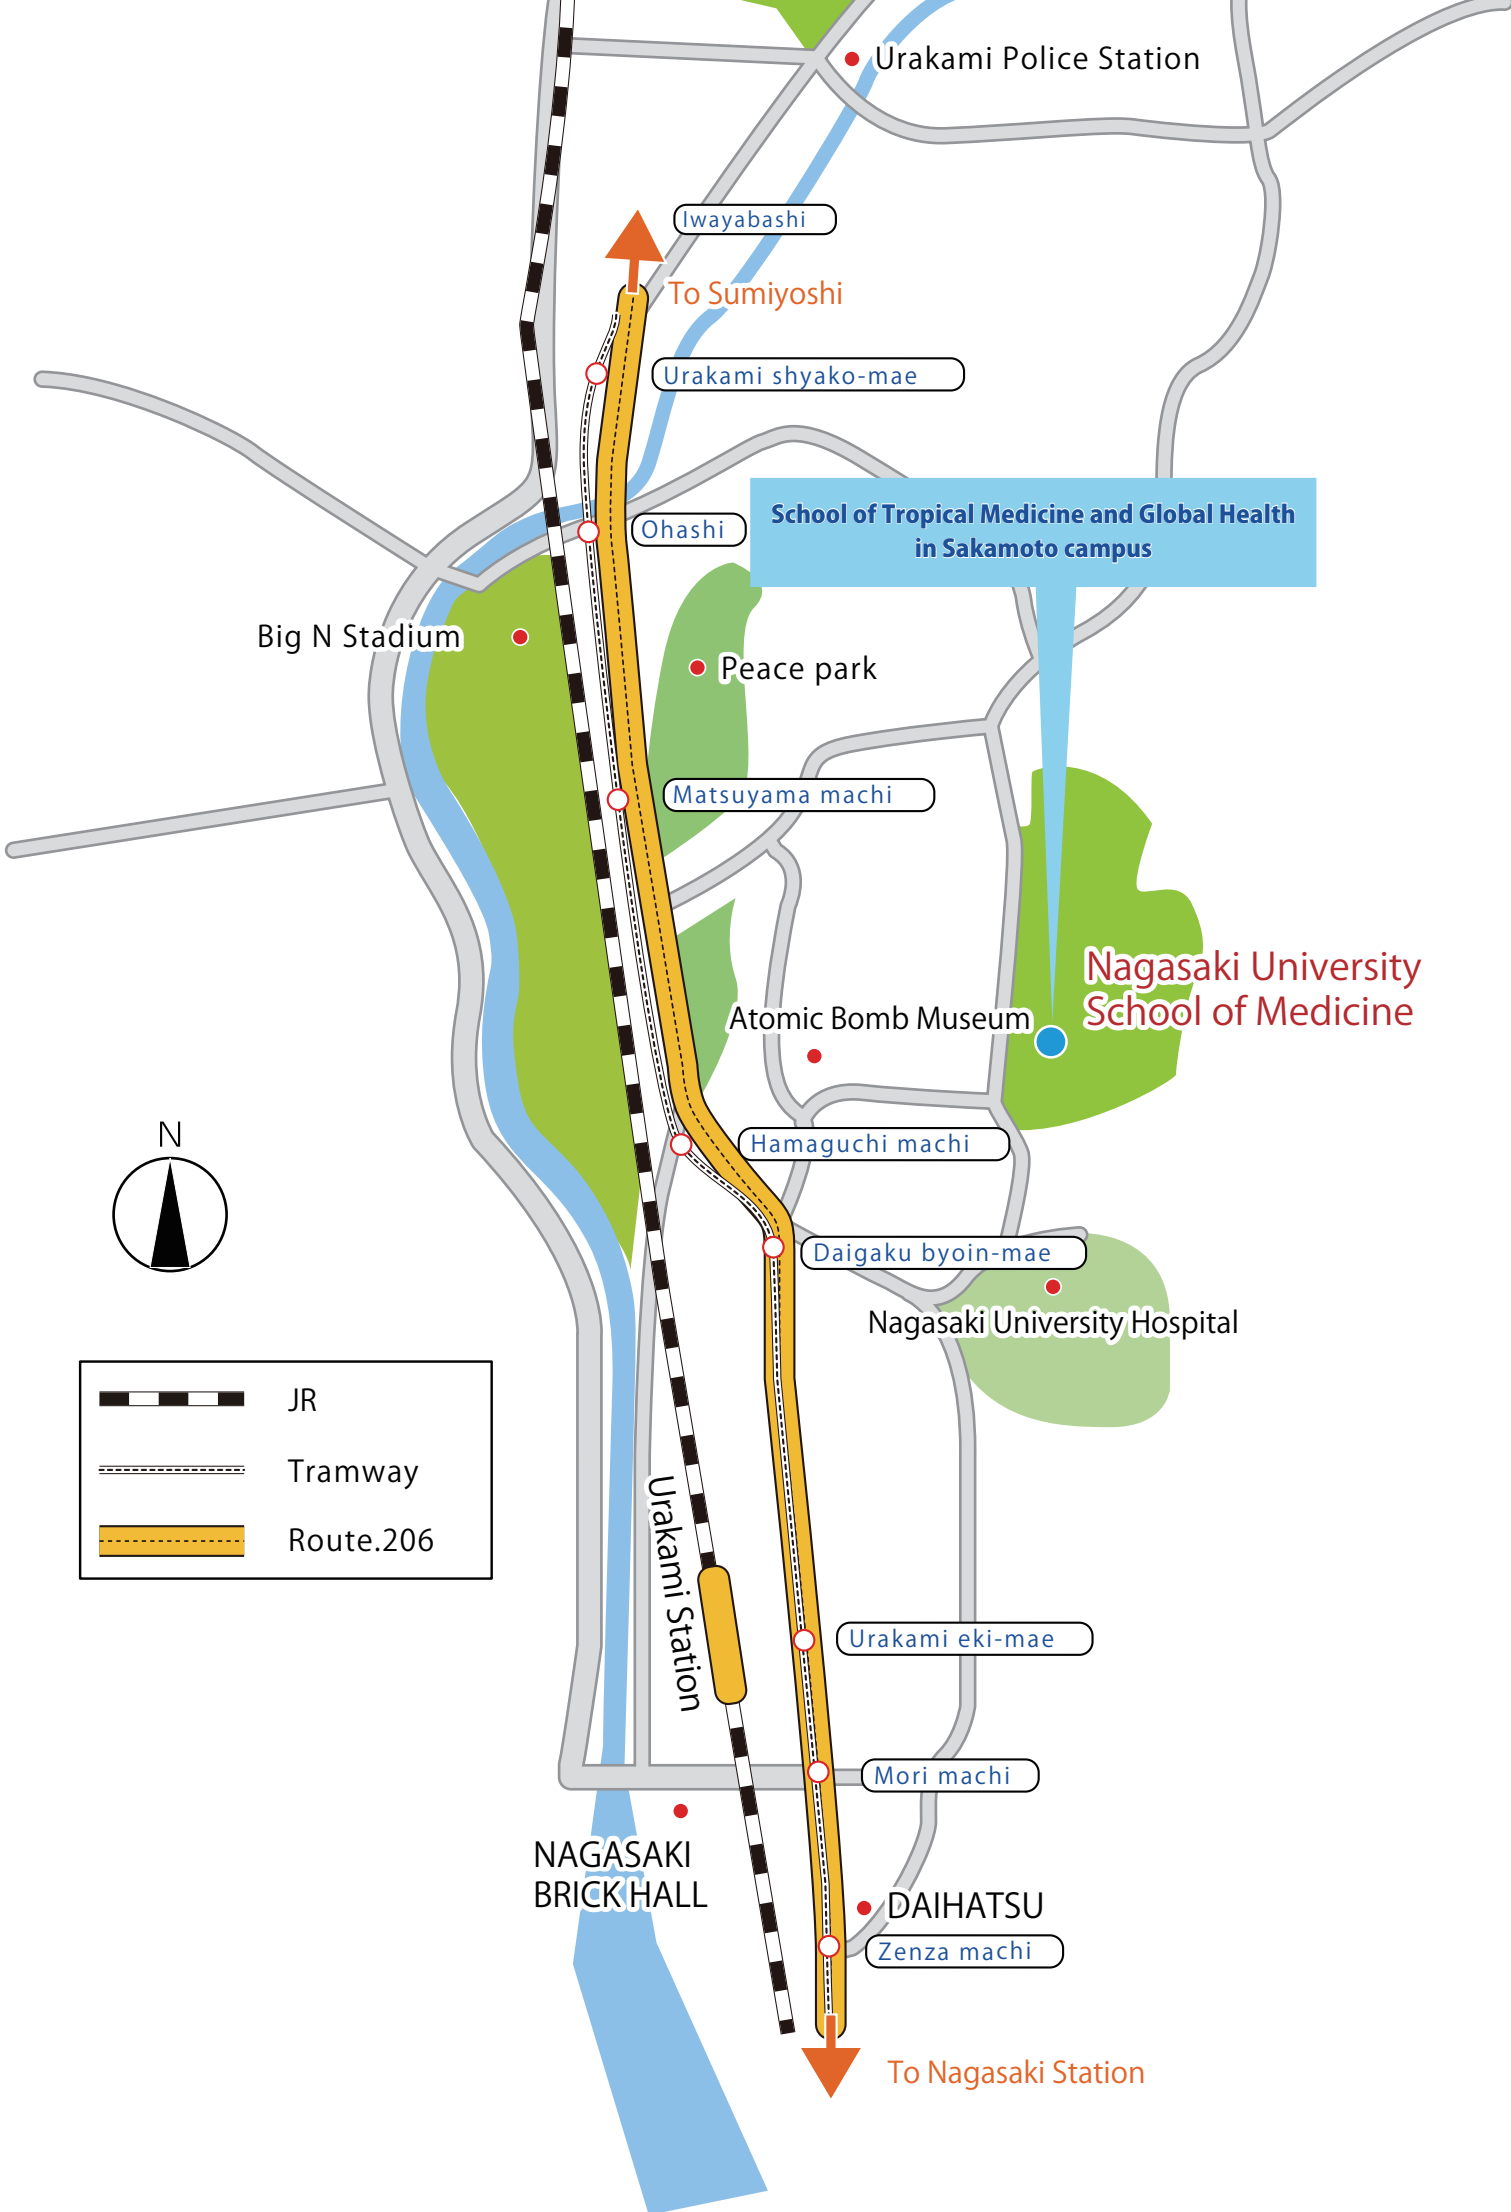 Urakami Police Station
Iwayabashi
To Sumiyoshi
Urakami shyako-mae
School of Tropical Medicine and Global Health
in Sakamoto campus
Ohashi
Big N Stadium
Peace park
Matsuyama machi
Nagasaki University
School of Medicine
Atomic Bomb Museum
N
Hamaguchi machi
Daigaku byoin-mae
Nagasaki University Hospital
JR
Tramway
Route.206
Urakami Station
Urakami eki-mae
Mori machi
NAGASAKI
BRICK HALL
DAIHATSU
Zenza machi
To Nagasaki Station